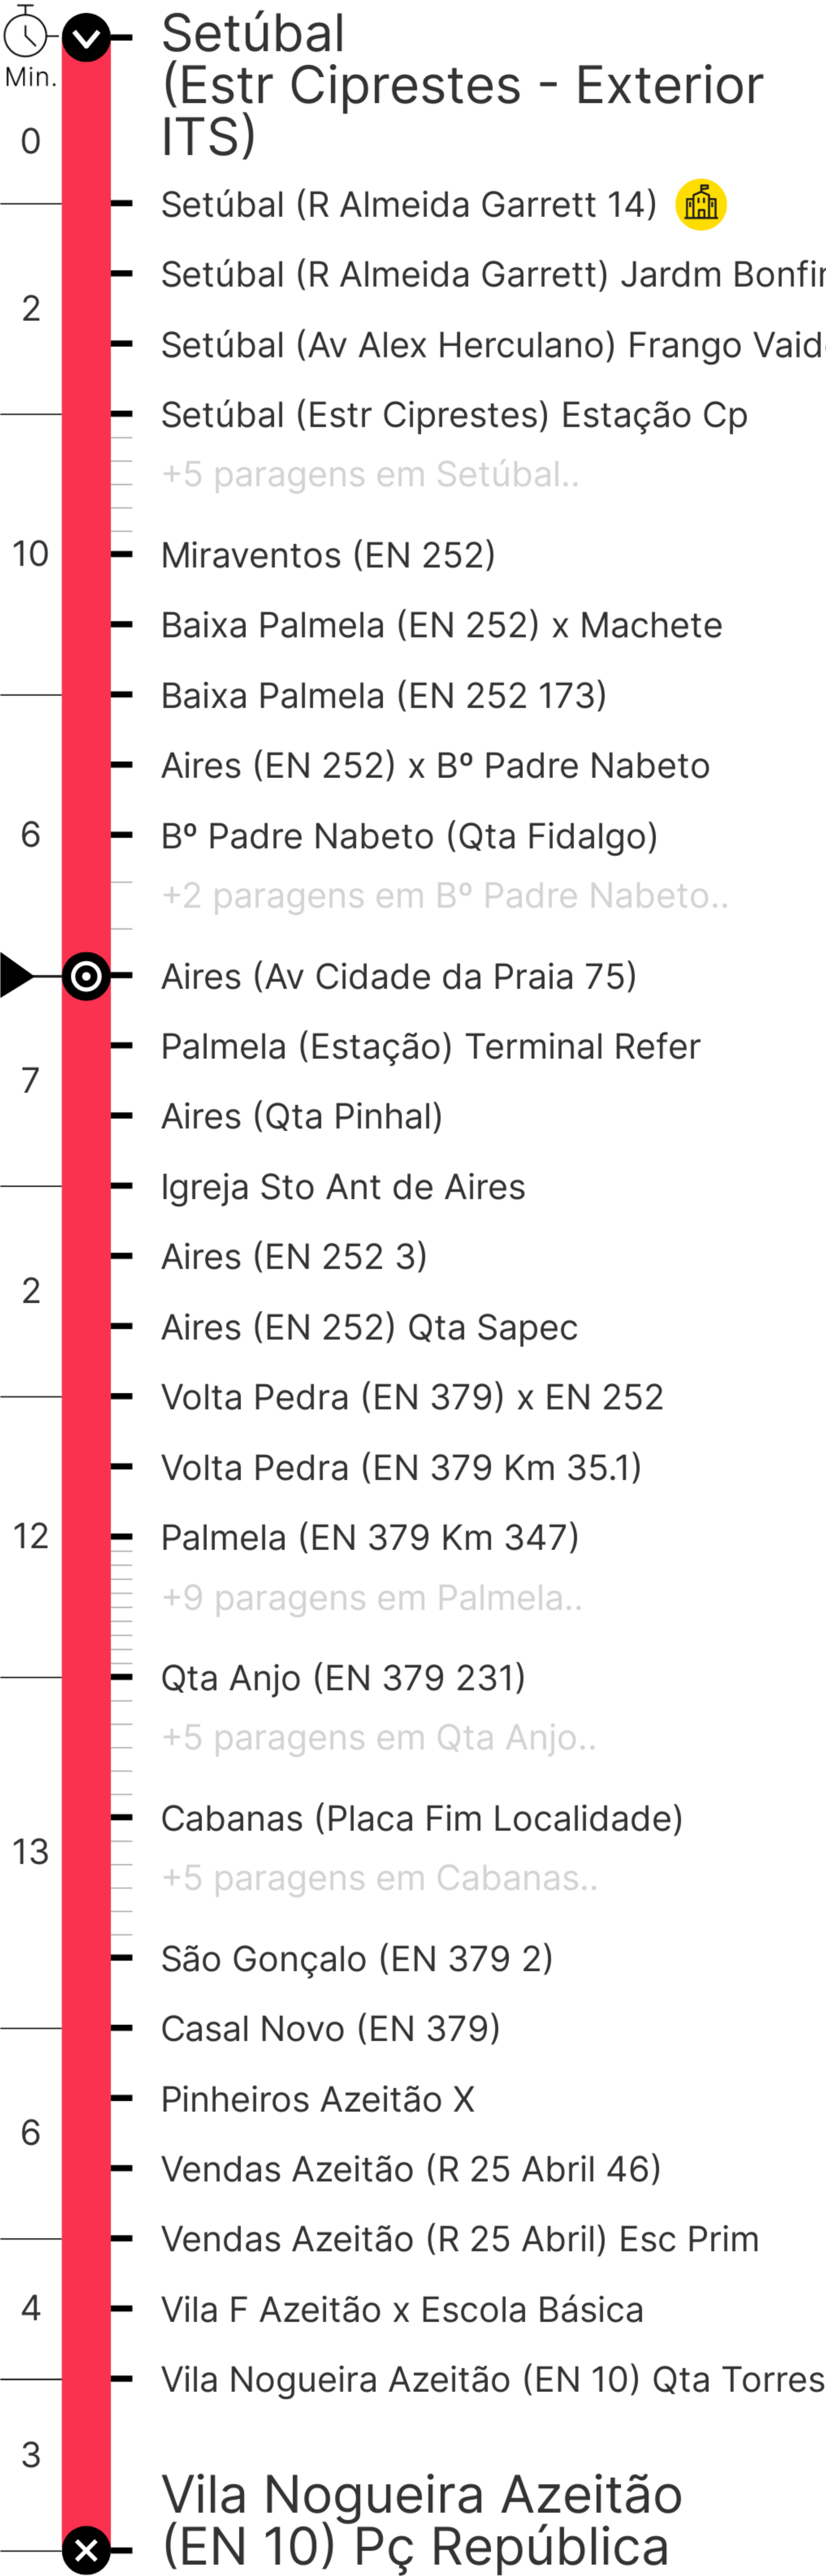 Setúbal
(Estr Ciprestes - Exterior
ITS)
Min.
0
Setúbal (R Almeida Garrett 14)
Setúbal (R Almeida Garrett) Jardm
2
Setúbal (Av Alex Herculano) Frango
Setúbal (Estr Ciprestes) Estação Cp
+5 paragens em Setúbal..
10
Miraventos (EN 252)
Baixa Palmela (EN 252) x Machete
Baixa Palmela (EN 252 173)
Aires (EN 252) x Bº Padre Nabeto
6
Bº Padre Nabeto (Qta Fidalgo)
+2 paragens em Bº Padre Nabeto..
Aires (Av Cidade da Praia 75)
Palmela (Estação) Terminal Refer
7
Aires (Qta Pinhal)
Igreja Sto Ant de Aires
Aires (EN 252 3)
2
Aires (EN 252) Qta Sapec
Volta Pedra (EN 379) x EN 252
Volta Pedra (EN 379 Km 35.1)
12
Palmela (EN 379 Km 347)
+9 paragens em Palmela..
Qta Anjo (EN 379 231)
+5 paragens em Qta Anjo..
Cabanas (Placa Fim Localidade)
13
+5 paragens em Cabanas..
São Gonçalo (EN 379 2)
Casal Novo (EN 379)
Pinheiros Azeitão X
6
Vendas Azeitão (R 25 Abril 46)
Vendas Azeitão (R 25 Abril) Esc Prim
4
Vila F Azeitão x Escola Básica
Vila Nogueira Azeitão (EN 10) Qta Torres
3
Vila Nogueira Azeitão
(EN 10) Pç República